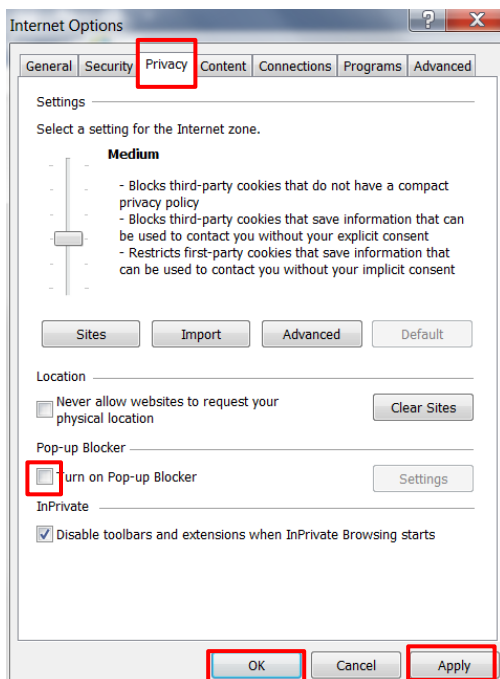 Internet Options
?
X
General Security Privacy Content Connections Programs Advanced
Settings
Select a setting for the Internet zone.
Medium
- Blocks third-party cookies that do not have a compact
privacy policy
- Blocks third-party cookies that save information that can
be used to contact you without your explicit consent
- Restricts first-party cookies that save information that
can be used to contact you without your implicit consent
Sites Import Advanced Default
Location
Never allow websites to request your
physical location
Clear Sites
Pop-up Blocker
Turn on Pop-up Blocker
Settings
InPrivate
Disable toolbars and extensions when InPrivate Browsing starts
OK Cancel Apply